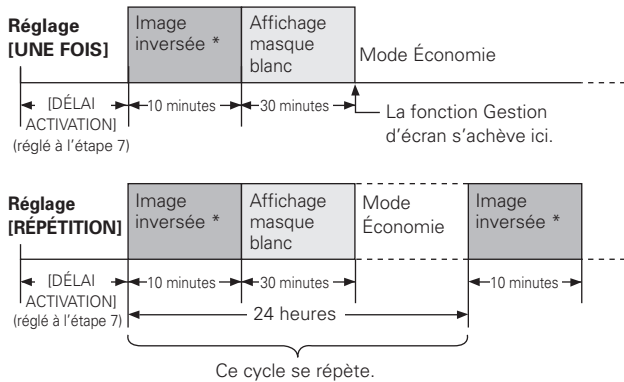 Réglage
[UNE FOIS]
Image
inversée *
Affichage
masque
blanc
Mode Économie
[DÉLAI
ACTIVATION]
(réglé à l'étape 7)
10 minutes
30 minutes
La fonction Gestion
d'écran s'achève ici.
Réglage
[RÉPÉTITION]
Image
inversée *
Affichage
masque
blanc
Mode
Économie
Image
inversée *
[DÉLAI
ACTIVATION]
(réglé à l'étape 7)
10 minutes
30 minutes
10 minutes
24 heures
Ce cycle se répète.